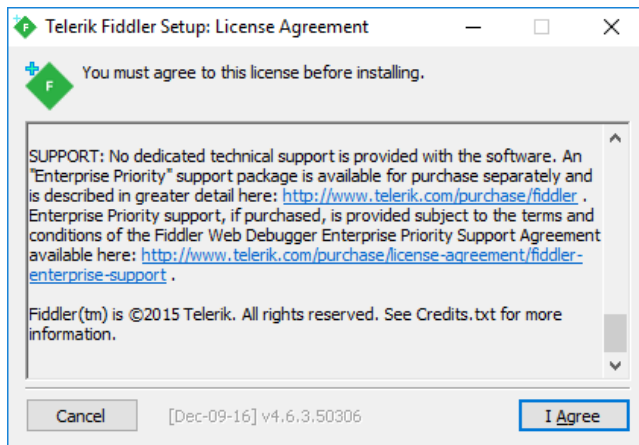 Telerik Fiddler Setup: License Agreement
You must agree to this license before installing.
SUPPORT: No dedicated technical support is provided with the software. An
"Enterprise Priority" support package is available for purchase separately and
is described in greater detail here: http://www.telerik.com/purchase/fiddler .
Enterprise Priority support, if purchased, is provided subject to the terms and
conditions of the Fiddler Web Debugger Enterprise Priority Support Agreement
available here: http://www.telerik.com/purchase/license-agreement/fiddler-
enterprise-support .
Fiddler(tm) is ©2015 Telerik. All rights reserved. See Credits.txt for more
information.
Cancel
[Dec-09-16] v4.6.3.50306
I Agree